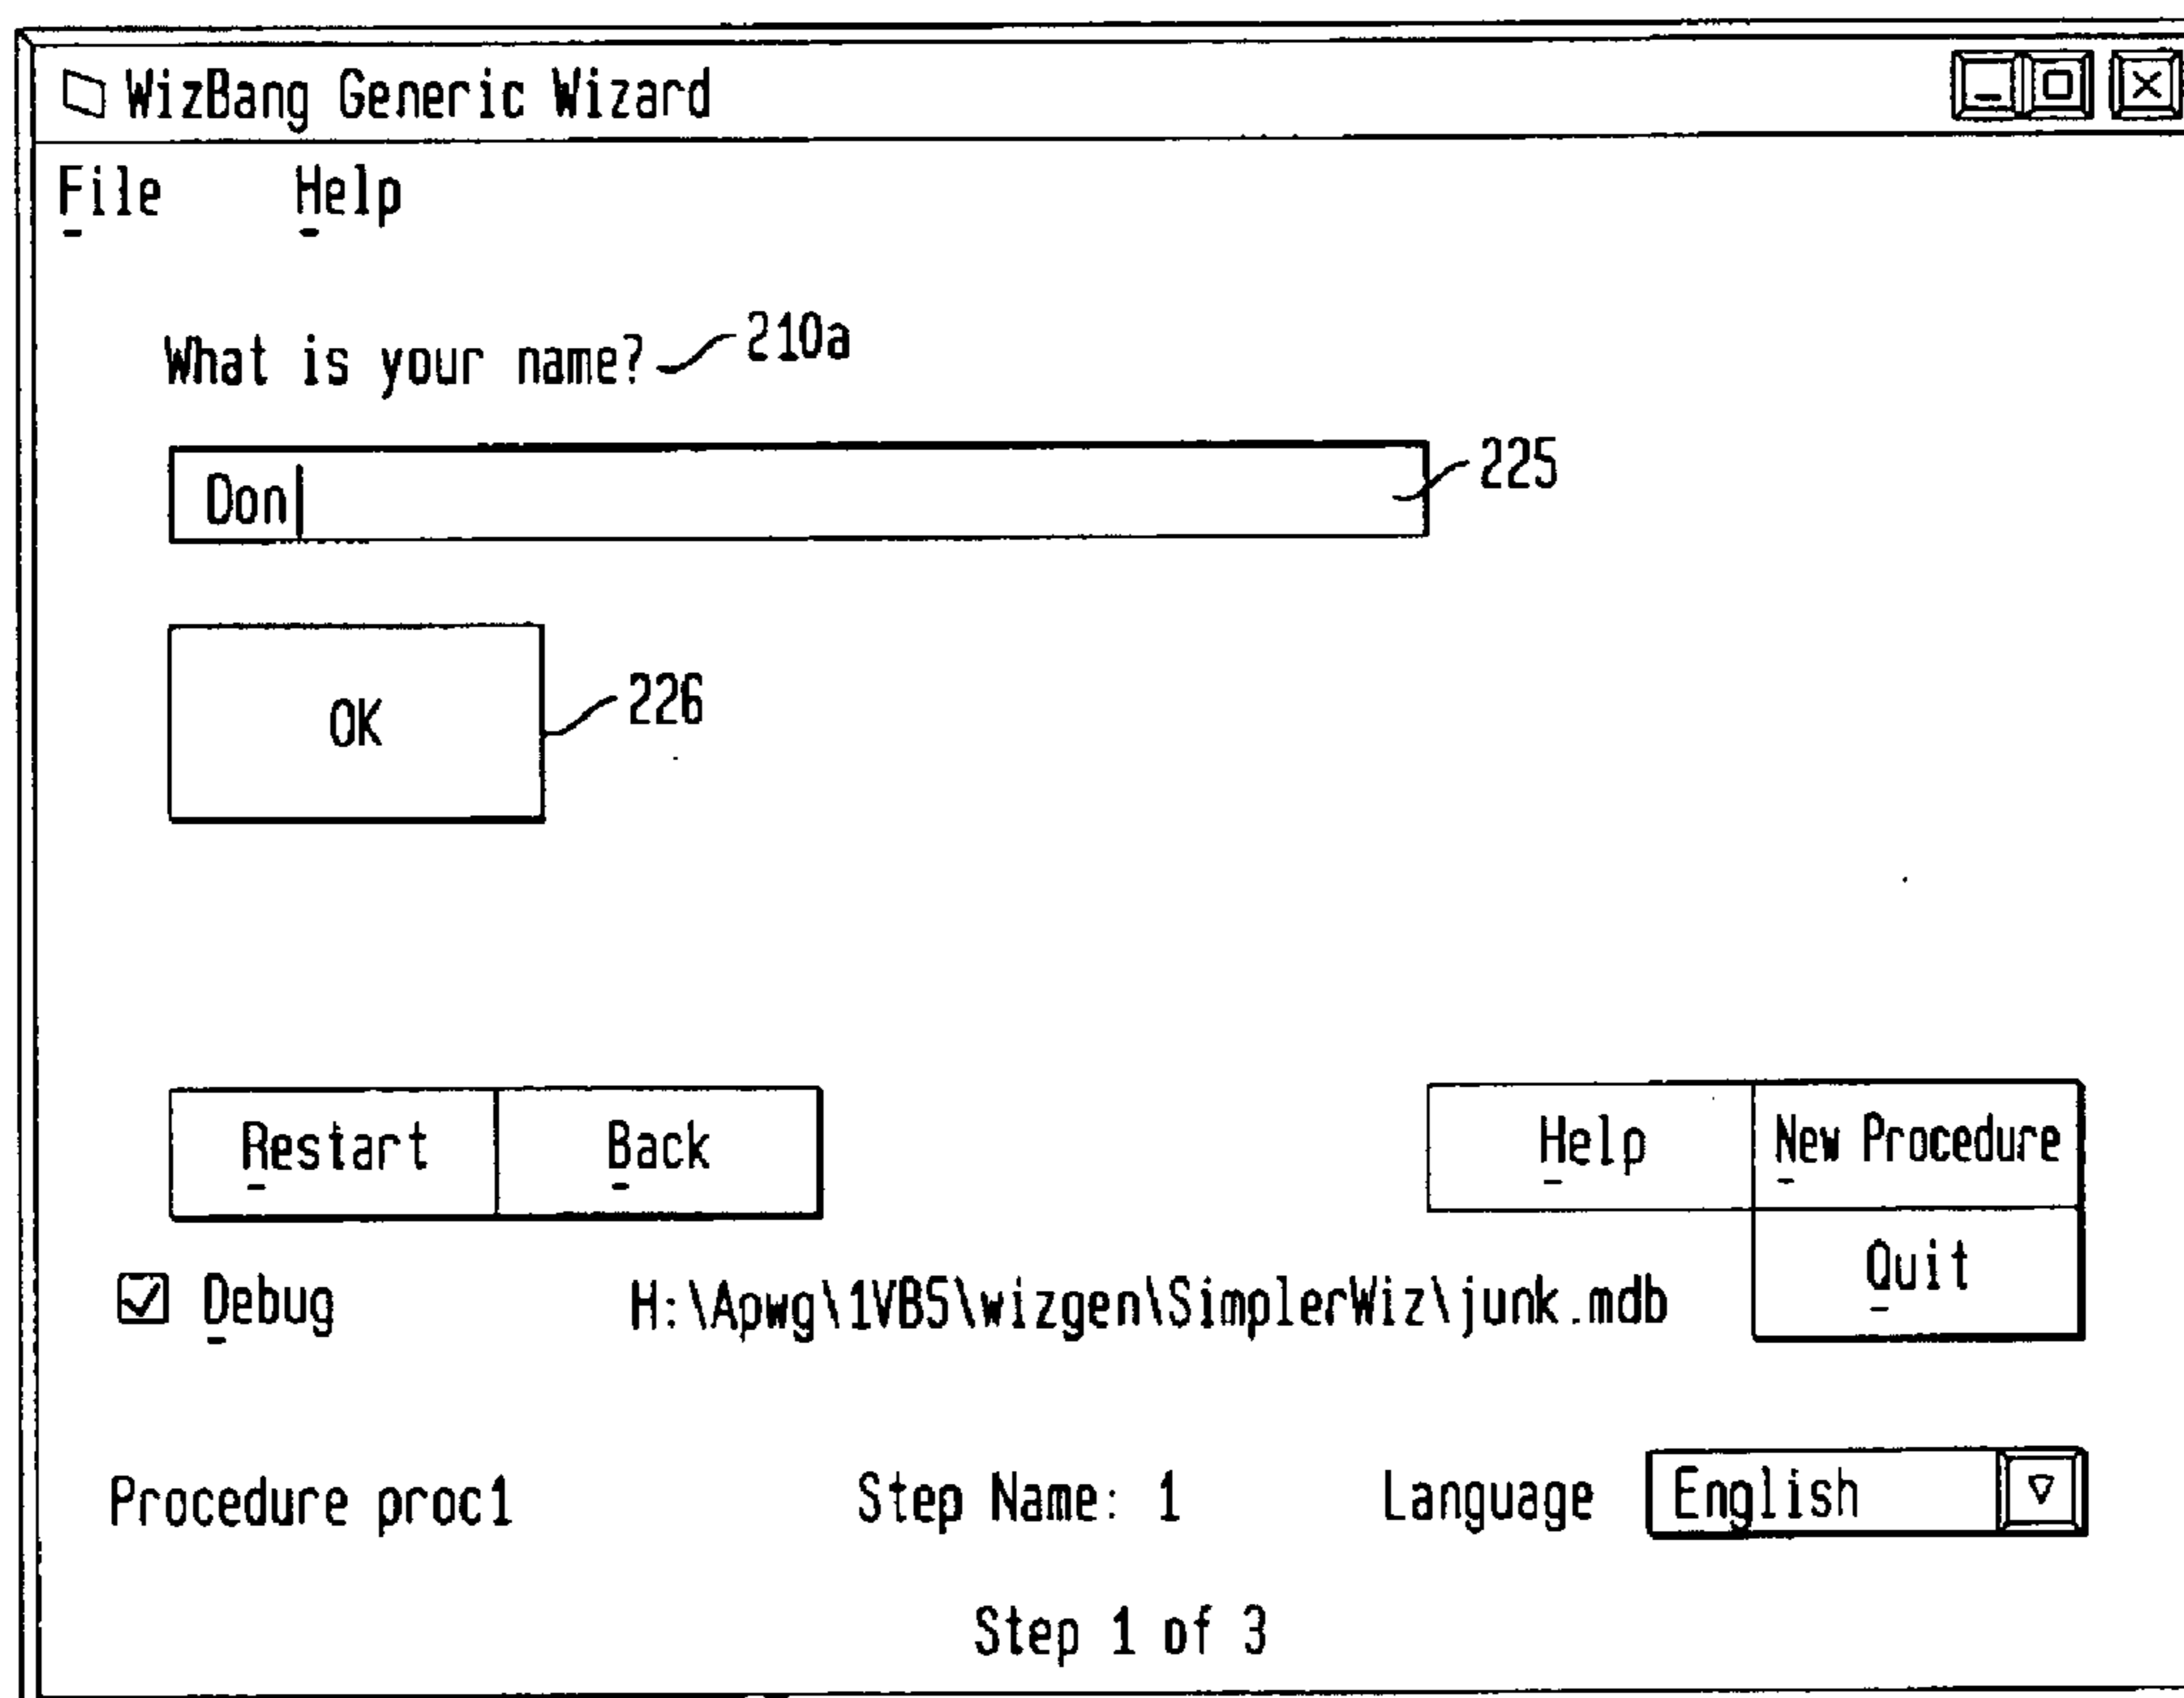 WizBang Generic Wizard
File Help
What is your name? 210a
Don 225
OK 226
Restart Back Help New Procedure
Quit
Debug H:\Apwg\1VB5\wizgen\SimplerWiz\junk.mdb
Procedure proc1 Step Name: 1 Language English
Step 1 of 3